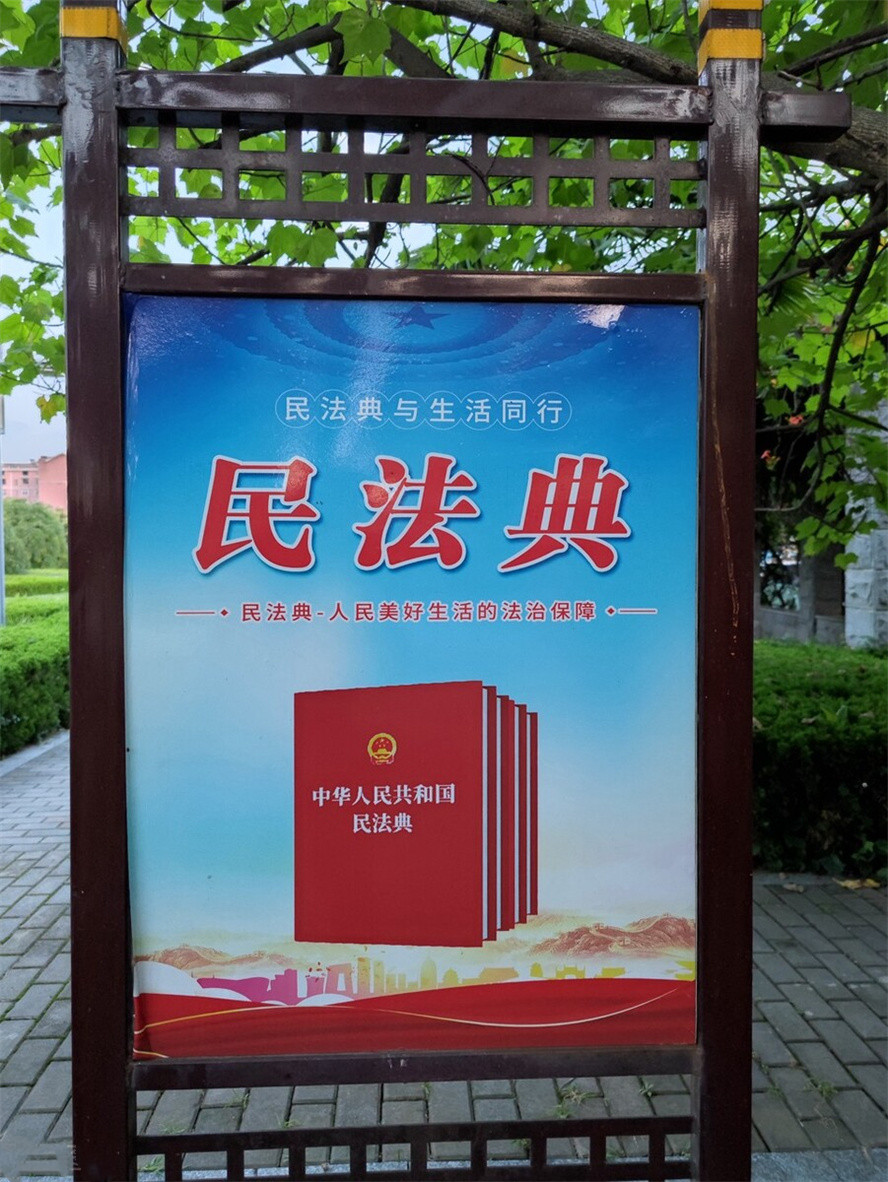 民法典与生活同行
民法典
民法典-人民美好生活的法治保障
中华人民共和国
民法典